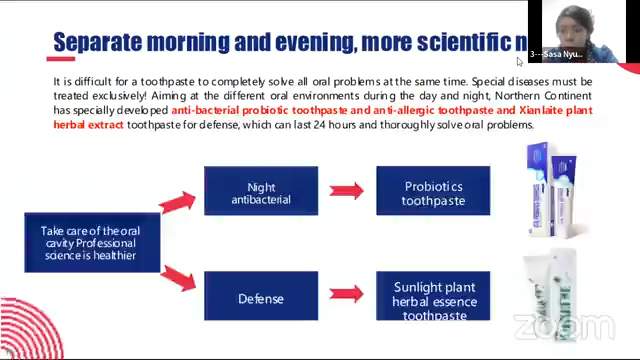 Separate morning and evening, more scientific
3---Sasa Nyu...
It is difficult for a toothpaste to completely solve all oral problems at the same time. Special diseases must be
treated exclusively! Aiming at the different oral environments during the day and night, Northern Continent
has specially developed anti-bacterial probiotic toothpaste and anti-allergic toothpaste and Xianlaite plant
herbal extract toothpaste for defense, which can last 24 hours and thoroughly solve oral problems.
Night
antibacterial
Probiotics
toothpaste
Take care of the oral
cavity Professional
science is healthier
Defense
Sunlight plant
herbal essence
toothpaste
zoom